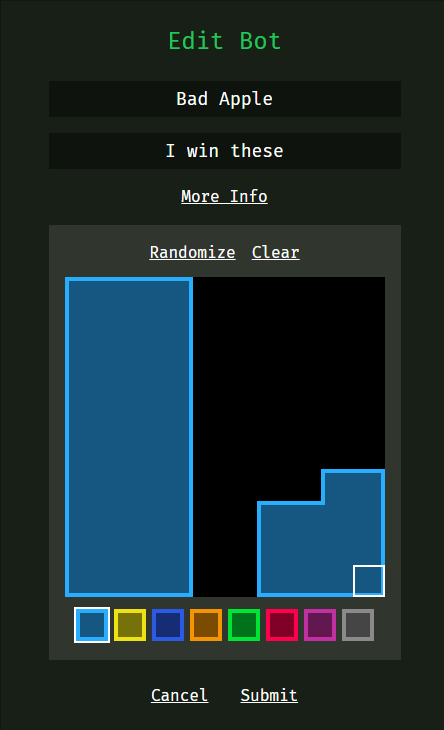 Edit Bot
Bad Apple
I win these
More Info
Randomize Clear
Cancel Submit